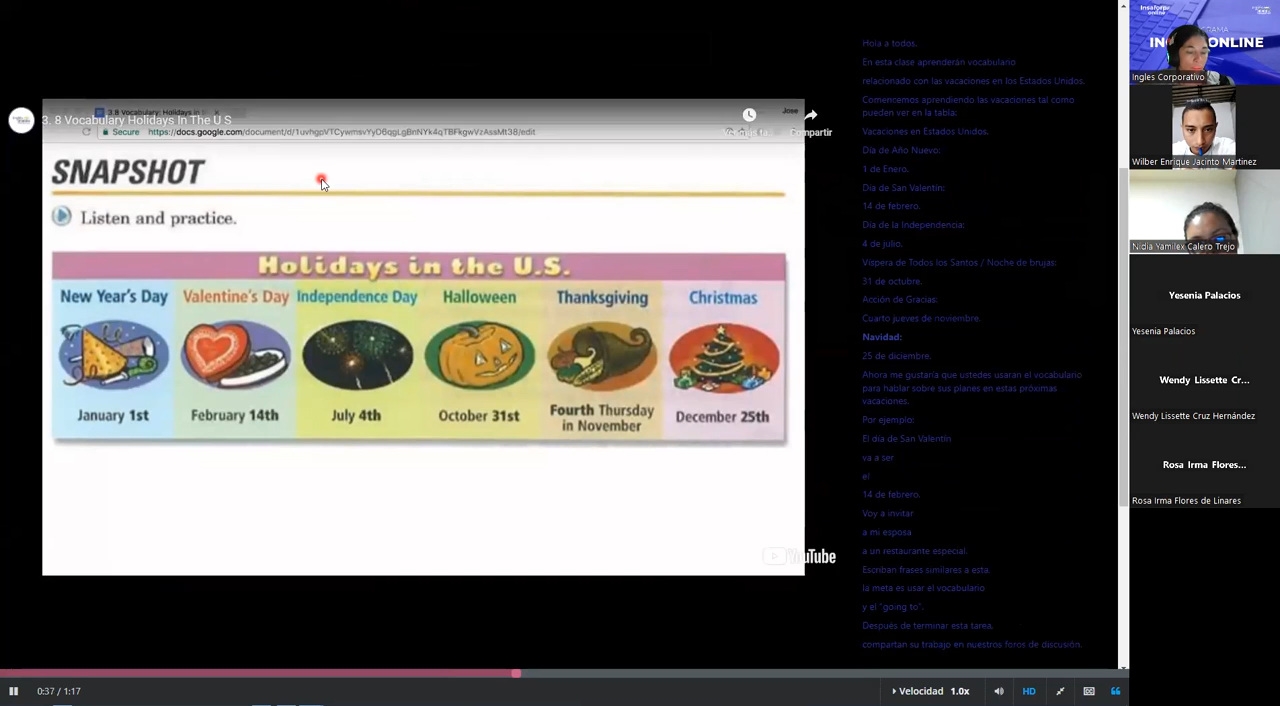 3. 8 Vocabulary: Holidays in
Jose
3. 8 Vocabulary Holidays In The U S
Secure https://docs.google.com/document/d/
/edit
Compartir
SNAPSHOT
Listen and practice.
Holidays in the U.S.
New Year's Day
Valentine's Day
Independence Day
Halloween
Thanksgiving
Christmas
January 1st
February 14th
July 4th
October 31st
Fourth Thursday
in November
December 25th
YouTube
Hola a todos.
En esta clase aprenderán vocabulario
relacionado con las vacaciones en los Estados Unidos.
Comencemos aprendiendo las vacaciones tal como
pueden ver en la tabla:
Vacaciones en Estados Unidos.
Día de Año Nuevo:
1 de Enero.
Día de San Valentín:
14 de febrero.
Día de la Independencia:
4 de julio.
Víspera de Todos los Santos / Noche de brujas:
31 de octubre.
Acción de Gracias:
Cuarto jueves de noviembre.
Navidad:
25 de diciembre.
Ahora me gustaría que ustedes usaran el vocabulario
para hablar sobre sus planes en estas próximas
vacaciones.
Por ejemplo:
El día de San Valentín
va a ser
el
14 de febrero.
Voy a invitar
a mi esposa
a un restaurante especial.
Escriban frases similares a esta,
la meta es usar el vocabulario
y el "going to".
Después de terminar esta tarea,
compartan su trabajo en nuestros foros de discusión.
0:37 / 1:17
Velocidad 1.0x
HD
Insaforp
online
ONLINE
Ingles Corporativo
Wilber Enrique Jacinto Martinez
Nidia Yamilex Calero Trejo
Yesenia Palacios
Yesenia Palacios
Wendy Lissette Cr...
Wendy Lissette Cruz Hernández
Rosa Irma Flores...
Rosa Irma Flores de Linares